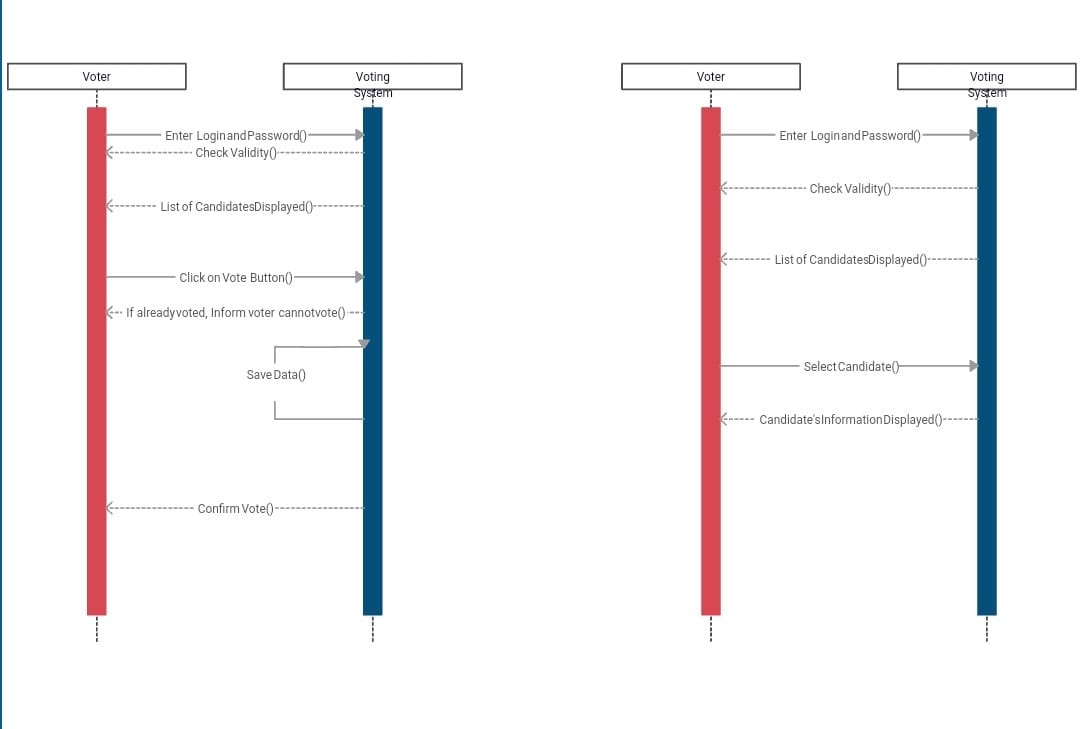 Voter
Voting
System
Enter Login and Password()
Check Validity()
List of Candidates Displayed()
Click on Vote Button()
If already voted, Inform voter cannot vote()
Save Data()
Confirm Vote()
Voter
Voting
System
Enter Login and Password()
Check Validity()
List of Candidates Displayed()
Select Candidate()
Candidate's Information Displayed()